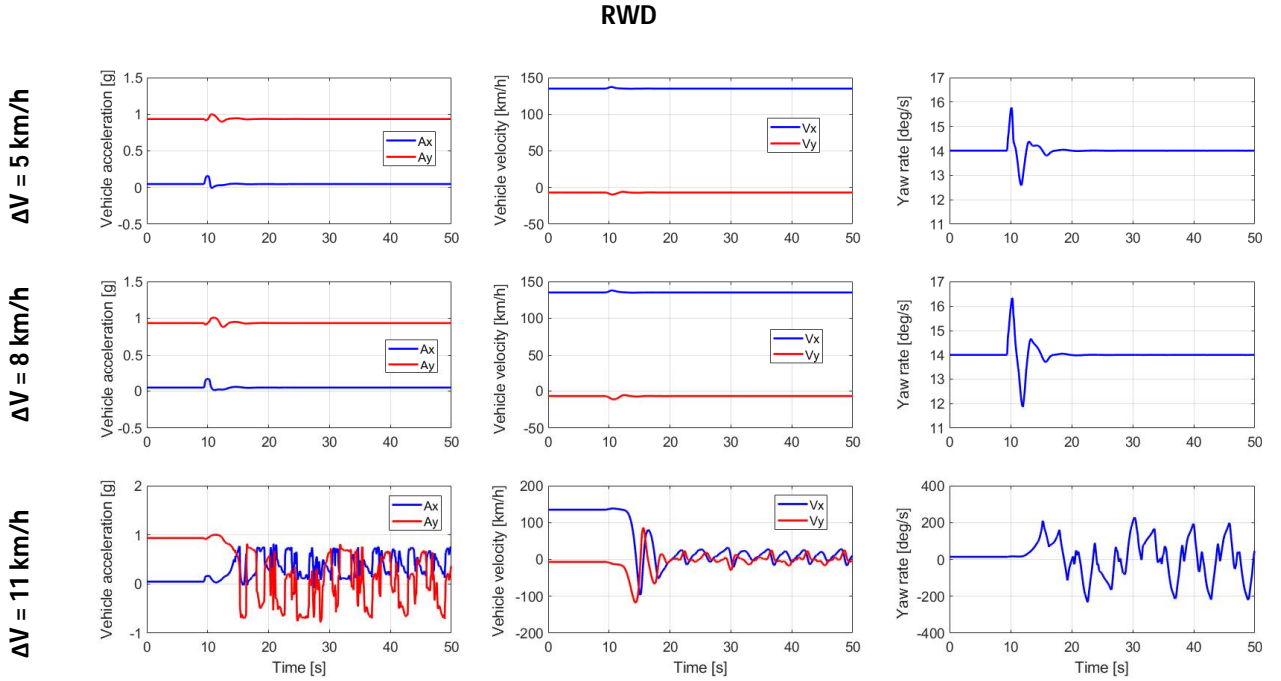 RWD
ΔV = 5 km/h
Vehicle acceleration [g]
1.5
1
0.5
0
-0.5
0 10 20 30 40 50
Ax
Ay
Vehicle velocity [km/h]
150
100
50
0
-50
0 10 20 30 40 50
Vx
Vy
Yaw rate [deg/s]
17
16
15
14
13
12
11
0 10 20 30 40 50
ΔV = 8 km/h
Vehicle acceleration [g]
1.5
1
0.5
0
-0.5
0 10 20 30 40 50
Ax
Ay
Vehicle velocity [km/h]
150
100
50
0
-50
0 10 20 30 40 50
Vx
Vy
Yaw rate [deg/s]
17
16
15
14
13
12
11
0 10 20 30 40 50
ΔV = 11 km/h
Vehicle acceleration [g]
2
1
0
-1
0 10 20 30 40 50
Time [s]
Ax
Ay
Vehicle velocity [km/h]
200
100
0
-100
-200
0 10 20 30 40 50
Time [s]
Vx
Vy
Yaw rate [deg/s]
400
200
0
-200
-400
0 10 20 30 40 50
Time [s]